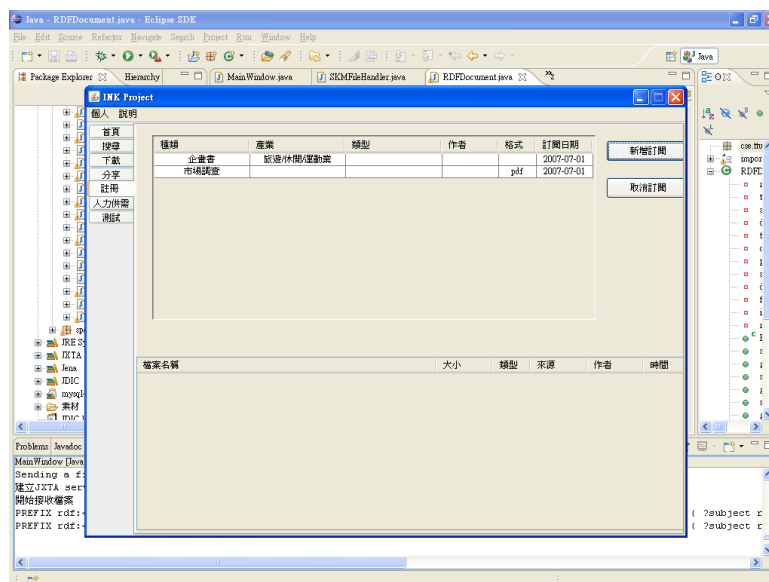 Java - RDFDocument.java - Eclipse SDK
File Edit Source Refactor Navigate Search Project Run Window Help
Java
Package Explorer Hierarchy MainWindow.java SKMFileHandler.java RDFDocument.java
INK Project
個人 說明
首頁
搜尋
下載
分享
註冊
人力供需
測試
種類 產業 類型 作者 格式 訂閱日期
企畫書 旅遊/休閒/運動業 2007-07-01
市場調查 pdf 2007-07-01
新增訂閱
取消訂閱
檔案名稱 大小 類型 來源 作者 時間
JRE
JXTA
Jena
JDIC
mysql
素材
Problems Javadoc
MainWindow [Java
Sending a
建立JXTA ser
開始接收檔案
PREFIX rdf: ( ?subject r
PREFIX rdf: ( ?subject r